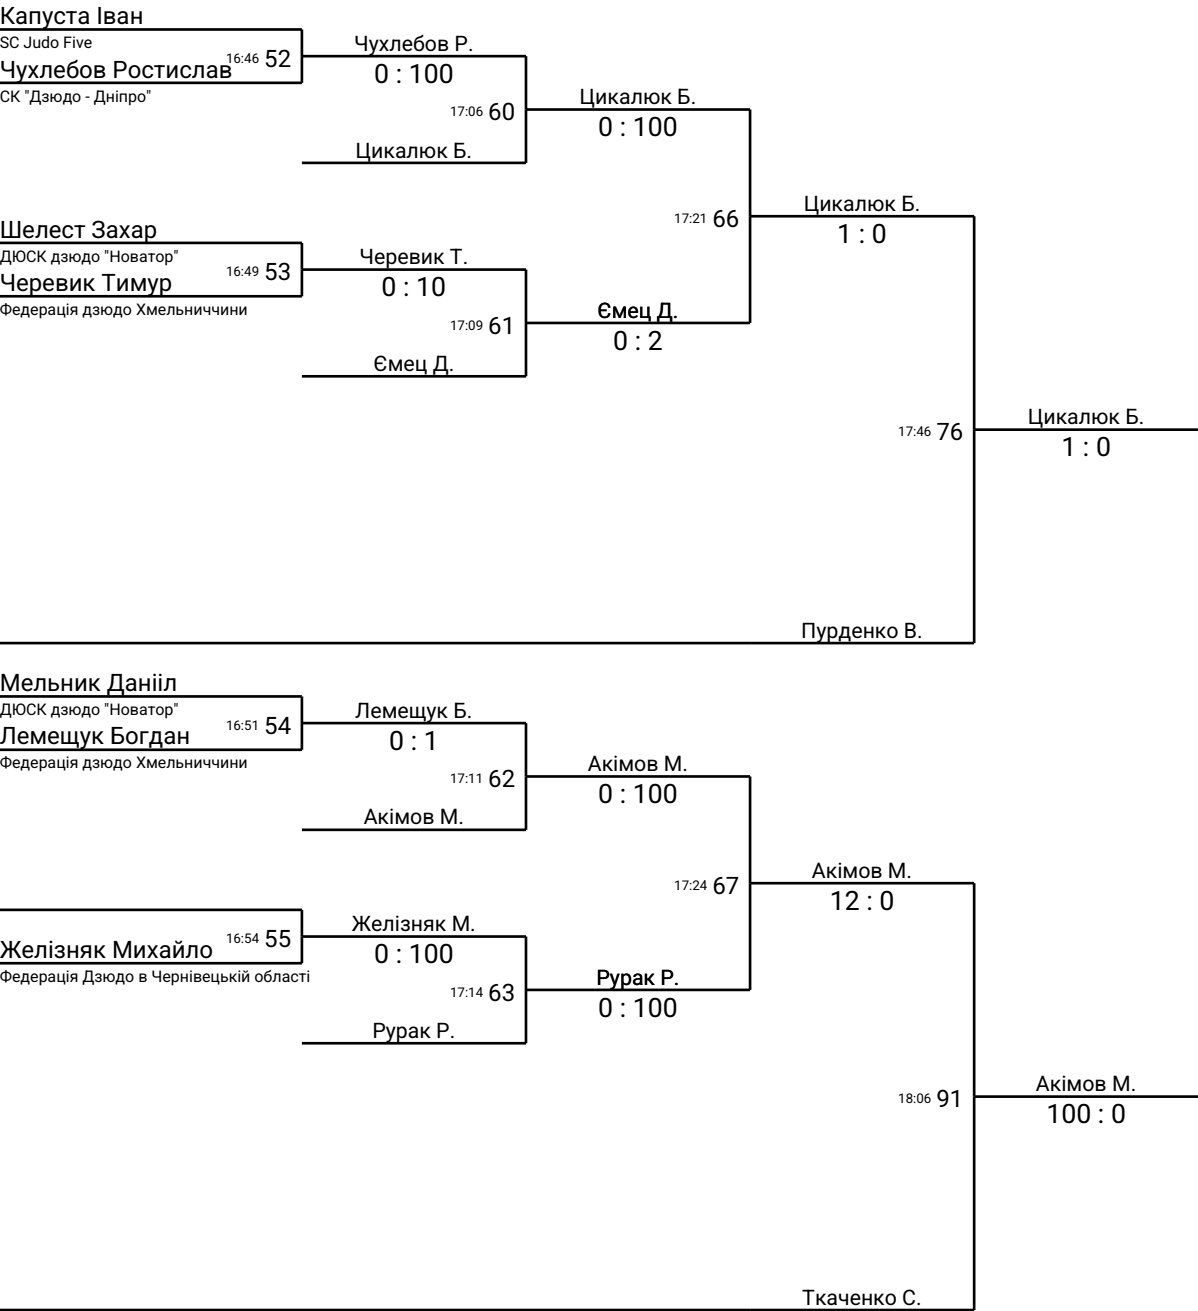 Капуста Іван
SC Judo Five
16:46 52
Чухлебов Ростислав
СК "Дзюдо - Дніпро"
Чухлебов Р.
0 : 100
17:06 60
Цикалюк Б.
Цикалюк Б.
0 : 100
Шелест Захар
ДЮСК дзюдо "Новатор"
16:49 53
Черевик Тимур
Федерація дзюдо Хмельниччини
Черевик Т.
0 : 10
17:09 61
Ємец Д.
Ємец Д.
0 : 2
17:21 66
Цикалюк Б.
1 : 0
17:46 76
Цикалюк Б.
1 : 0
Пурденко В.
Мельник Данііл
ДЮСК дзюдо "Новатор"
16:51 54
Лемещук Богдан
Федерація дзюдо Хмельниччини
Лемещук Б.
0 : 1
17:11 62
Акімов М.
Акімов М.
0 : 100
16:54 55
Желізняк Михайло
Федерація Дзюдо в Чернівецькій області
Желізняк М.
0 : 100
17:14 63
Рурак Р.
Рурак Р.
0 : 100
17:24 67
Акімов М.
12 : 0
18:06 91
Акімов М.
100 : 0
Ткаченко С.